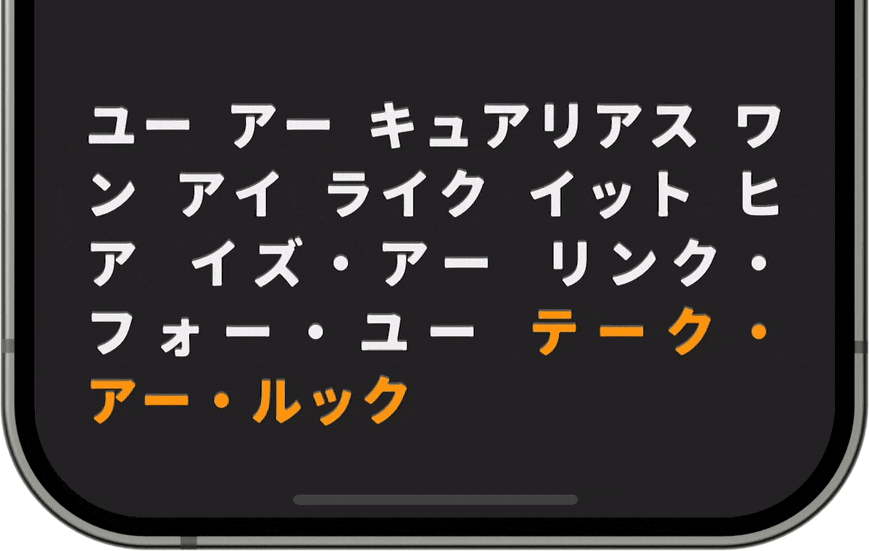 ユー アー キュアリアス ワ
ン アイ ライク イット ヒ
ア イズ・アー リンク・
フォー・ユー テーク・
アー・ルック